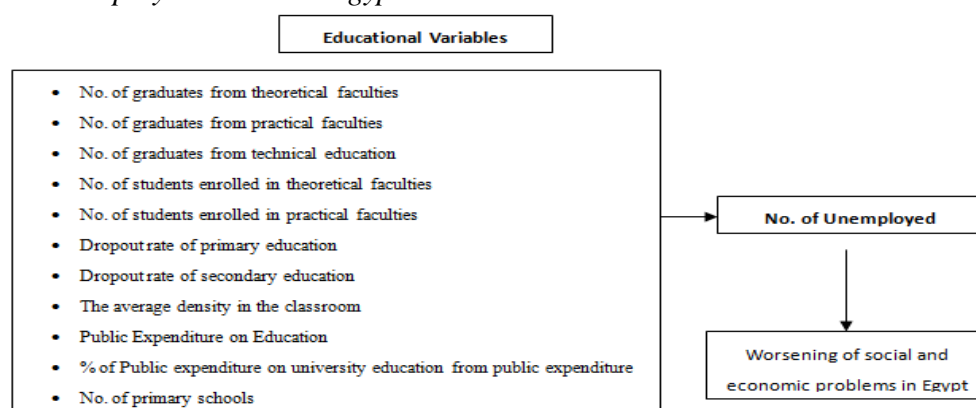 Educational Variables
• No. of graduates from theoretical faculties
• No. of graduates from practical faculties
• No. of graduates from technical education
• No. of students enrolled in theoretical faculties
• No. of students enrolled in practical faculties
• Dropout rate of primary education
• Dropout rate of secondary education
• The average density in the classroom
• Public Expenditure on Education
• % of Public expenditure on university education from public expenditure
• No. of primary schools
No. of Unemployed
Worsening of social and
economic problems in Egypt